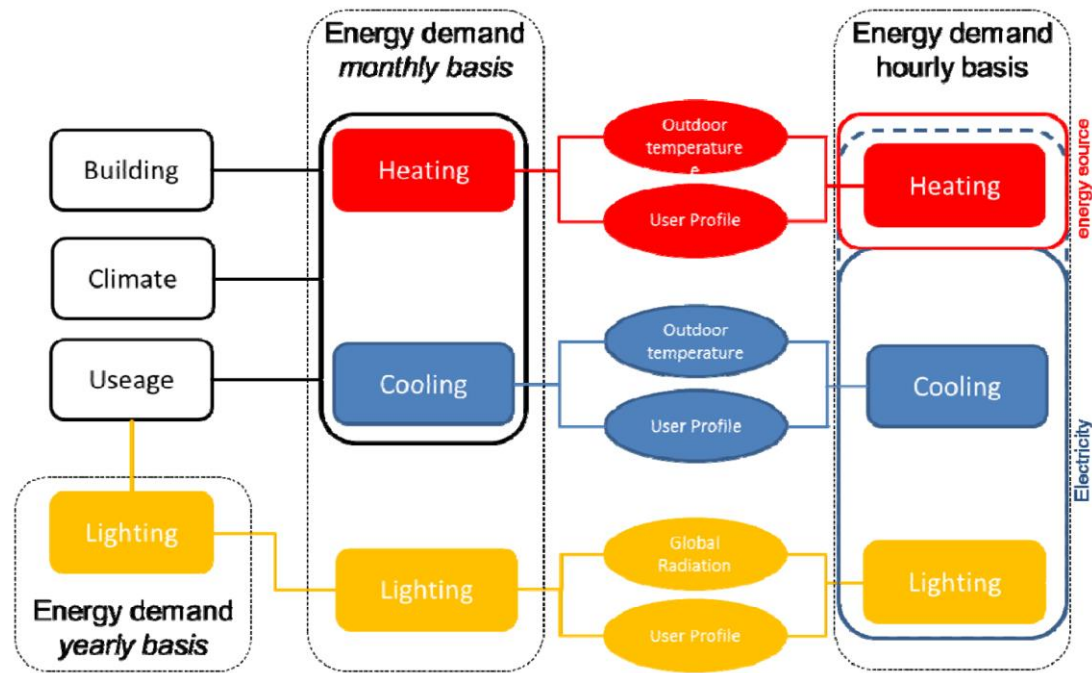 Energy demand
monthly basis
Energy demand
hourly basis
Building
Climate
Useage
Heating
Cooling
Outdoor
temperatur
e
User Profile
Outdoor
temperature
User Profile
Heating
Cooling
energy source
Electricity
Lighting
Energy demand
yearly basis
Lighting
Global
Radiation
User Profile
Lighting